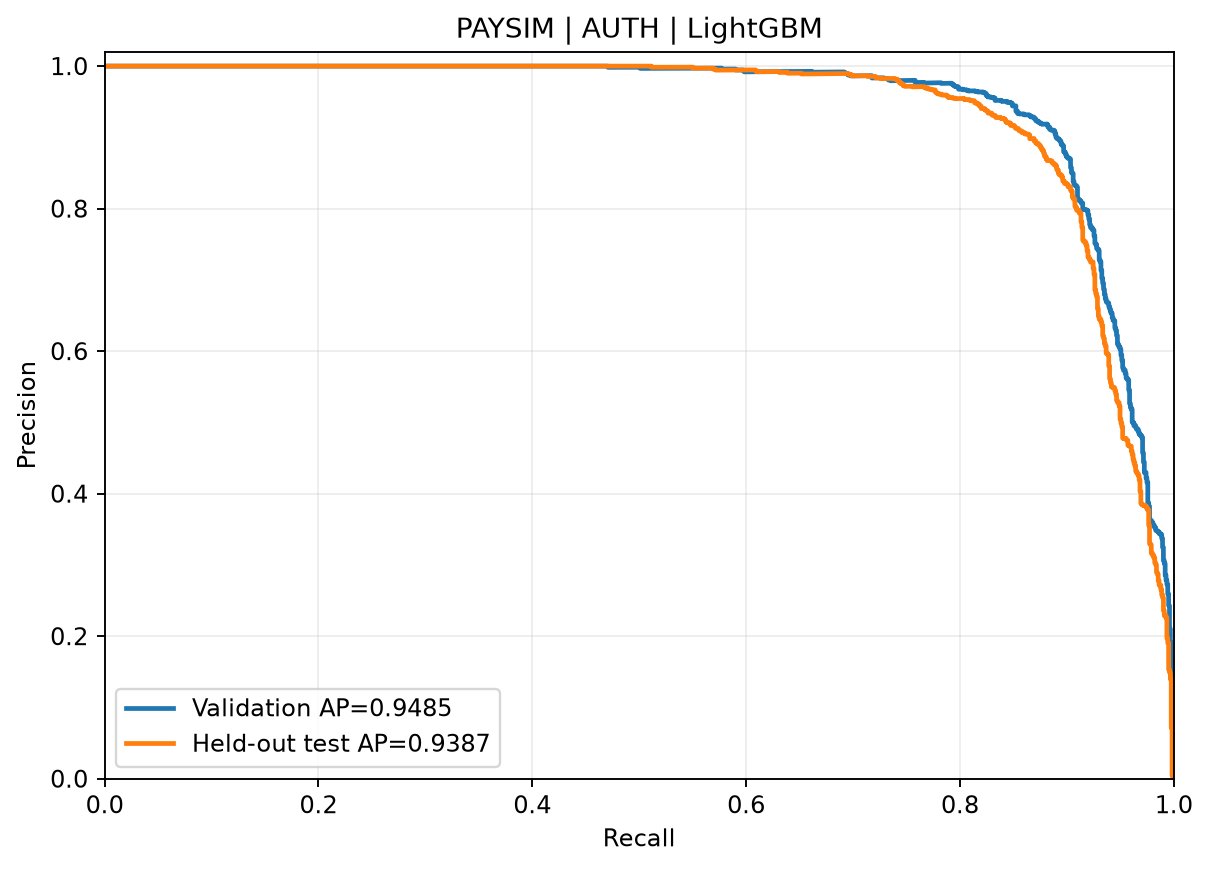 PAYSIM | AUTH | LightGBM
1.0
0.8
0.6
0.4
0.2
0.0
Precision
Validation AP=0.9485
Held-out test AP=0.9387
0.0 0.2 0.4 0.6 0.8 1.0
Recall